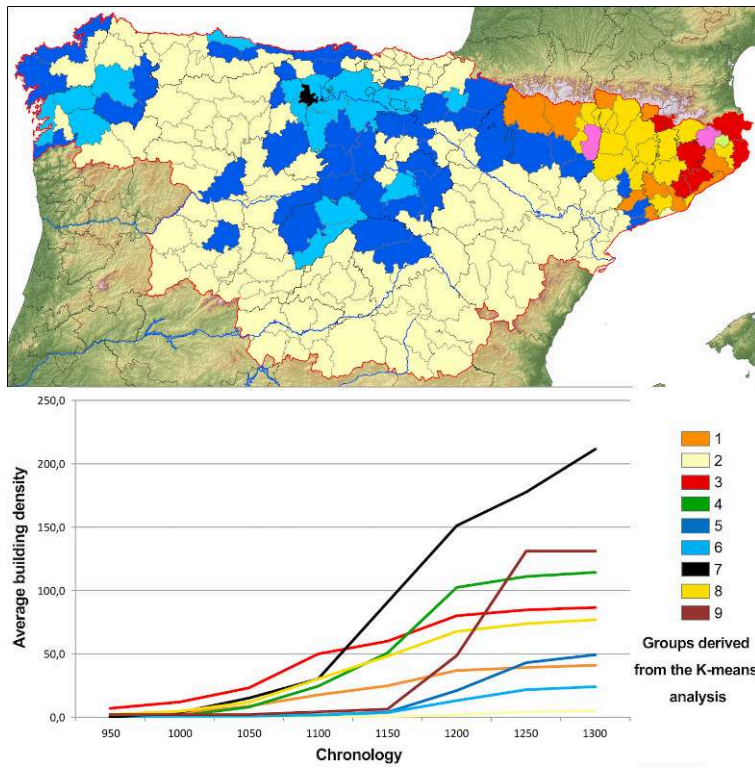 250,0
200,0
150,0
100,0
50,0
0,0
Average building density
950 1000 1050 1100 1150 1200 1250 1300
Chronology
1
2
3
4
5
6
7
8
9
Groups derived
from the K-means
analysis